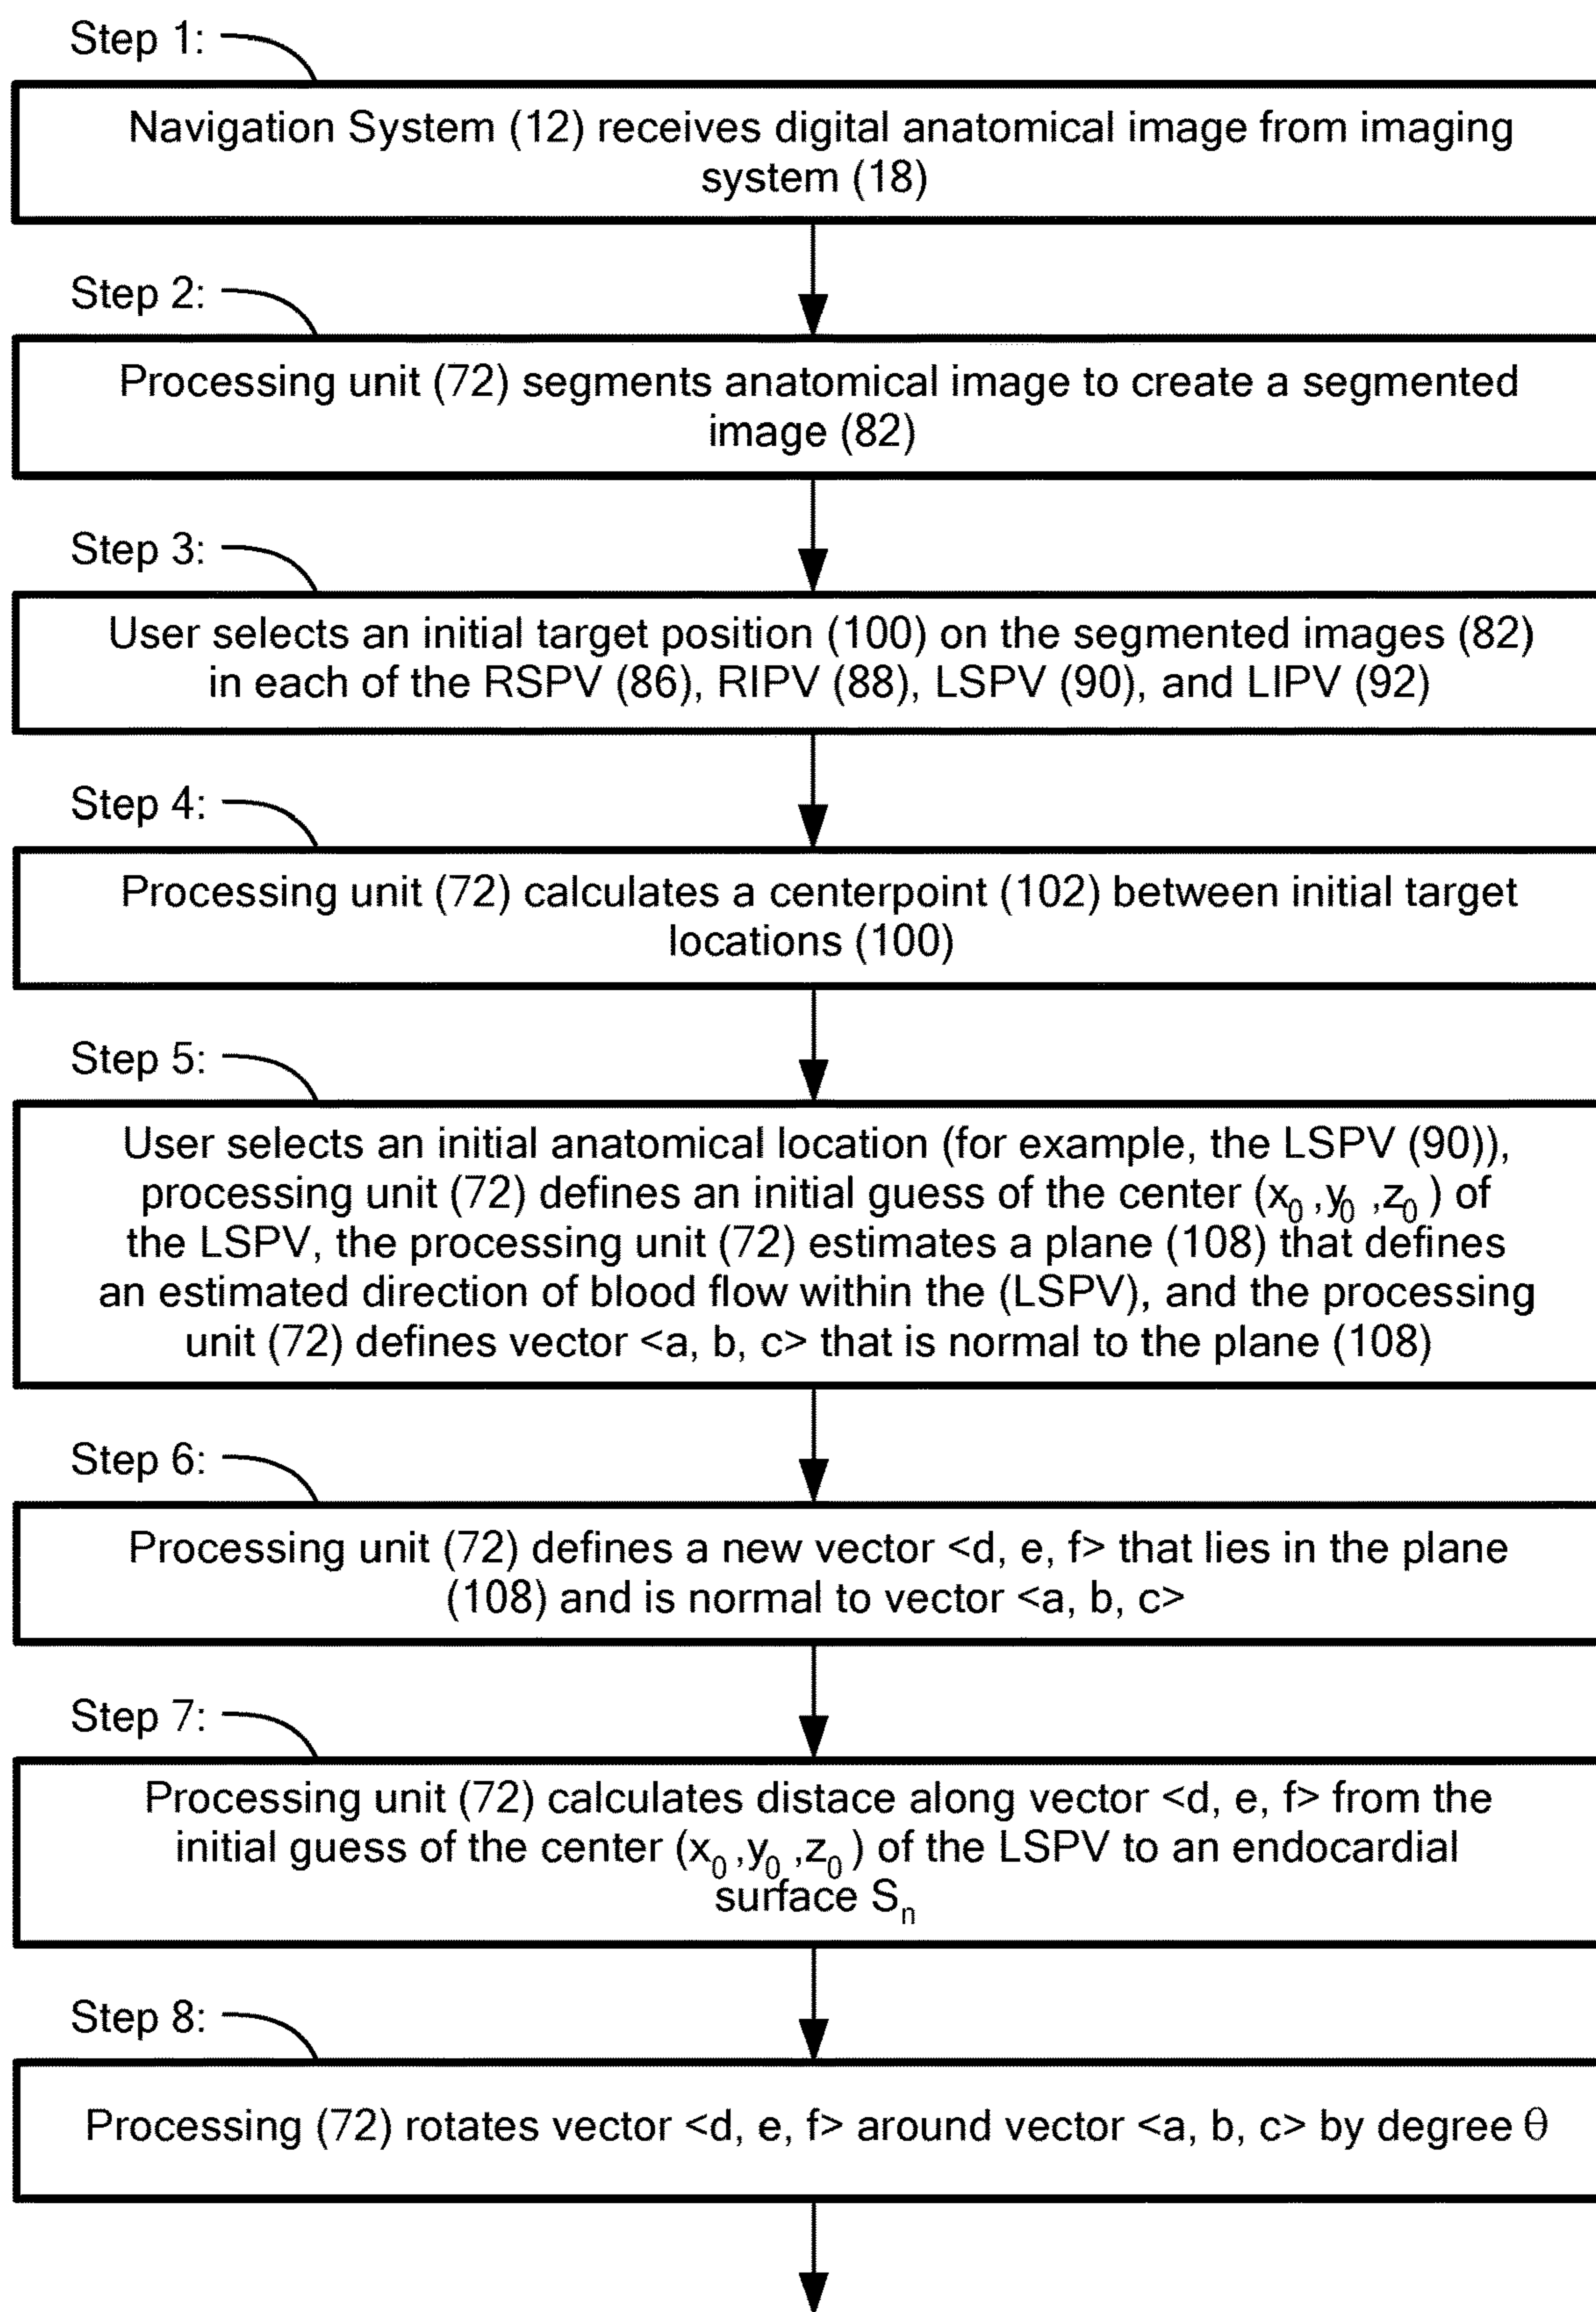 Step 1:
Navigation System (12) receives digital anatomical image from imaging
system (18)
Step 2:
Processing unit (72) segments anatomical image to create a segmented
image (82)
Step 3:
User selects an initial target position (100) on the segmented images (82)
in each of the RSPV (86), RIPV (88), LSPV (90), and LIPV (92)
Step 4:
Processing unit (72) calculates a centerpoint (102) between initial target
locations (100)
Step 5:
User selects an initial anatomical location (for example, the LSPV (90)),
processing unit (72) defines an initial guess of the center (x₀,y₀,z₀) of
the LSPV, the processing unit (72) estimates a plane (108) that defines
an estimated direction of blood flow within the (LSPV), and the processing
unit (72) defines vector <a, b, c> that is normal to the plane (108)
Step 6:
Processing unit (72) defines a new vector <d, e, f> that lies in the plane
(108) and is normal to vector <a, b, c>
Step 7:
Processing unit (72) calculates distace along vector <d, e, f> from the
initial guess of the center (x₀,y₀,z₀) of the LSPV to an endocardial
surface Sₙ
Step 8:
Processing (72) rotates vector <d, e, f> around vector <a, b, c> by degree θ